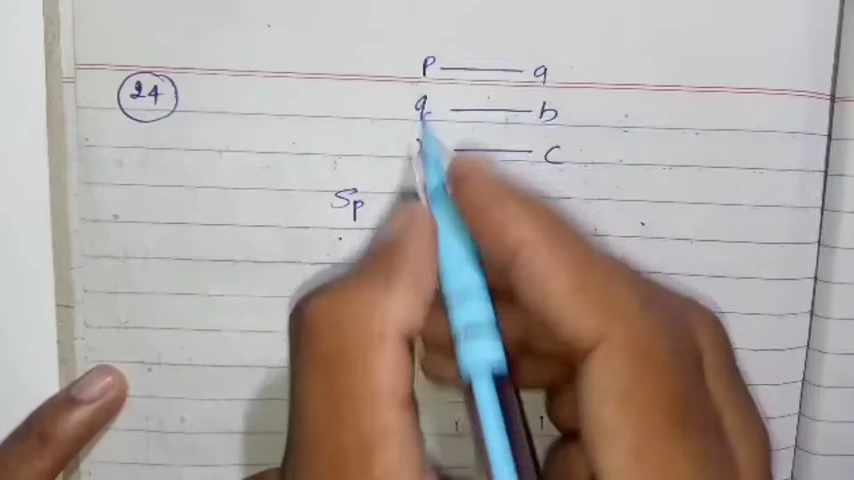 24
P — a
q — b
— c
Sp